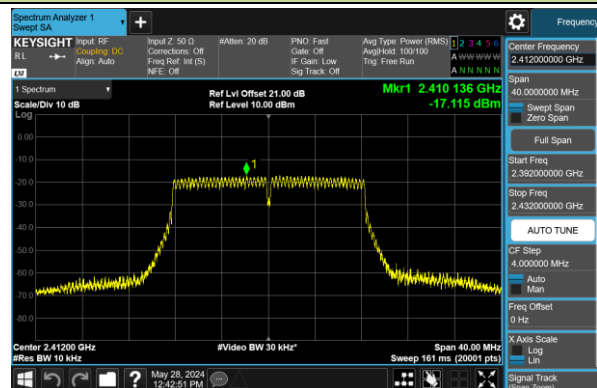 Spectrum Analyzer 1
Swept SA
Frequency
KEYSIGHT
RL
Input: RF
Coupling: DC
Align: Auto
Input Z: 50 Ω
Corrections: Off
Freq Ref: Int (S)
NFE: Off
#Atten: 20 dB
PNO: Fast
Gate: Off
IF Gain: Low
Sig Track: Off
Avg Type: Power (RMS)
Avg|Hold: 100/100
Trig: Free Run
1 2 3 4 5 6
A W W W W W
A N N N N N
LXI
1 Spectrum
Scale/Div 10 dB
Log
Ref Lvl Offset 21.00 dB
Ref Level 10.00 dBm
Mkr1 2.410 136 GHz
-17.115 dBm
0.00
-10.0
-20.0
-30.0
-40.0
-50.0
-60.0
-70.0
-80.0
1
Center 2.41200 GHz
#Res BW 10 kHz
#Video BW 30 kHz*
Span 40.00 MHz
Sweep 161 ms (20001 pts)
May 28, 2024
12:42:51 PM
Center Frequency
2.412000000 GHz
Span
40.0000000 MHz
Swept Span
Zero Span
Full Span
Start Freq
2.392000000 GHz
Stop Freq
2.432000000 GHz
AUTO TUNE
CF Step
4.000000 MHz
Auto
Man
Freq Offset
0 Hz
X Axis Scale
Log
Lin
Signal Track
(Span Zoom)